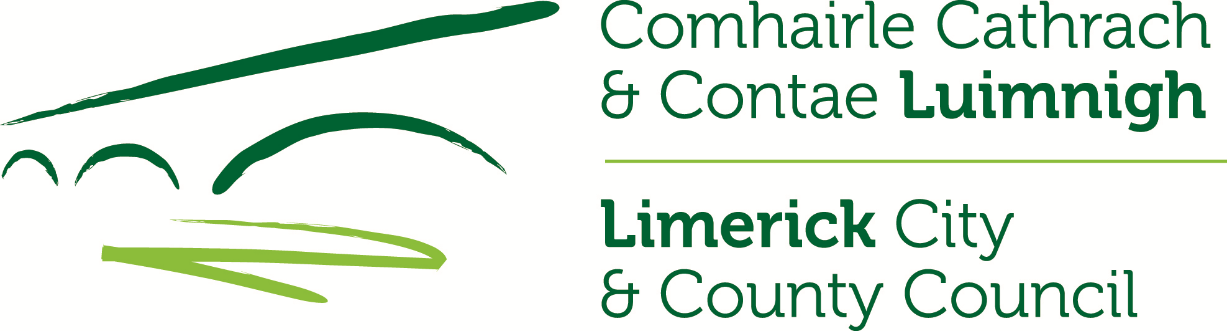 Comhairle Cathrach
& Contae Luimnigh
Limerick City
& County Council